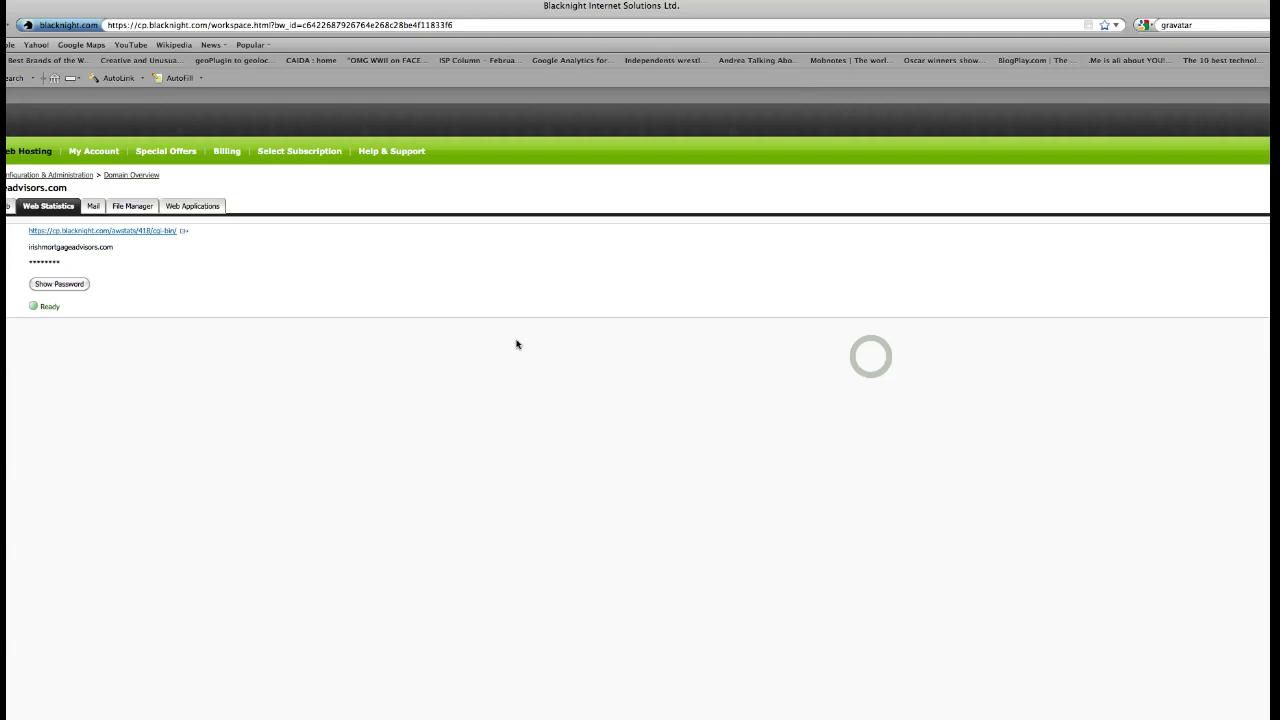 Blacknight Internet Solutions Ltd.
blacknight.com https://cp.blacknight.com/workspace.html?bw_id=c6422687926764e268c28be4f11833f6 gravatar
Yahoo! Google Maps YouTube Wikipedia News Popular
Best Brands of the W... Creative and Unusua... geoPlugin to geoloc... CAIDA : home "OMG WWII on FACE... ISP Column - Februa... Google Analytics for... Independents wrestl... Andrea Talking Abo... Mobnotes | The worl... Oscar winners show... BlogPlay.com | The ... .Me is all about YOU!... The 10 best technol...
earch AutoLink AutoFill
eb Hosting My Account Special Offers Billing Select Subscription Help & Support
nfiguration & Administration > Domain Overview
eadvisors.com
b Web Statistics Mail File Manager Web Applications
https://cp.blacknight.com/awstats/418/cgi-bin/
irishmortgageadvisors.com
********
Show Password
Ready